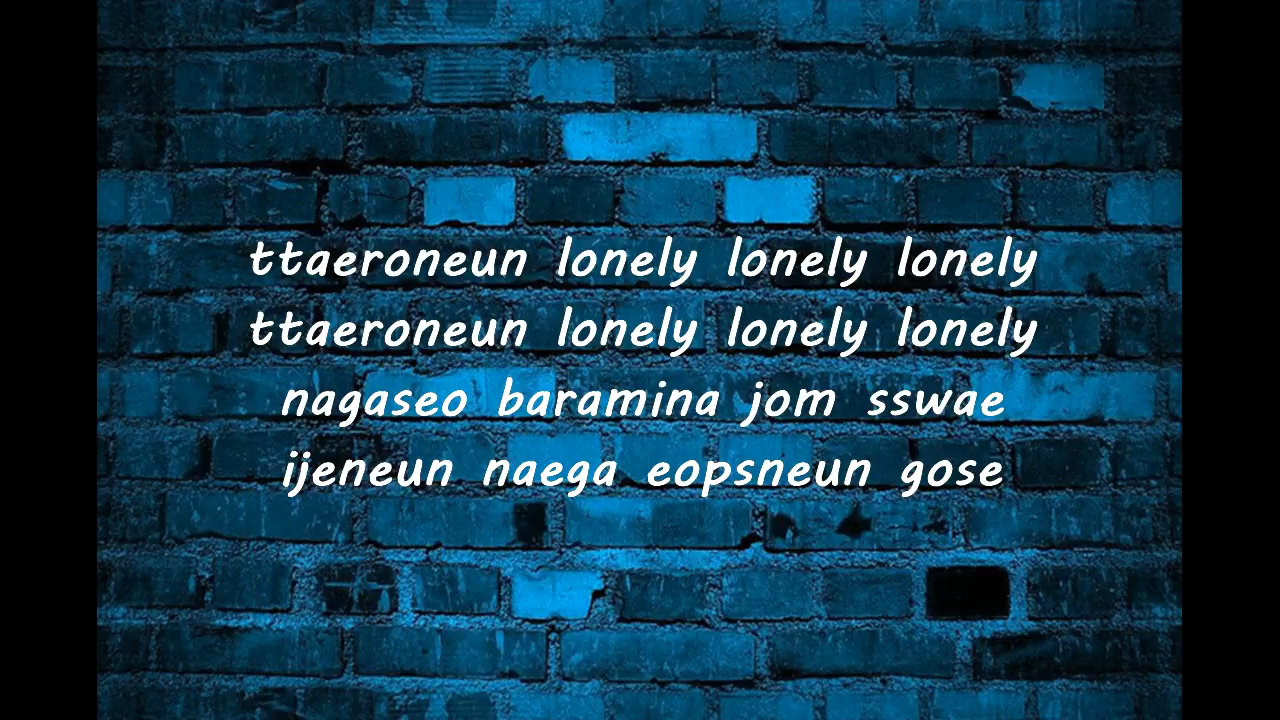 ttaeroneun lonely lonely lonely
ttaeroneun lonely lonely lonely
nagaseo baramina jom sswae
ijeneun naega eopsneun gose